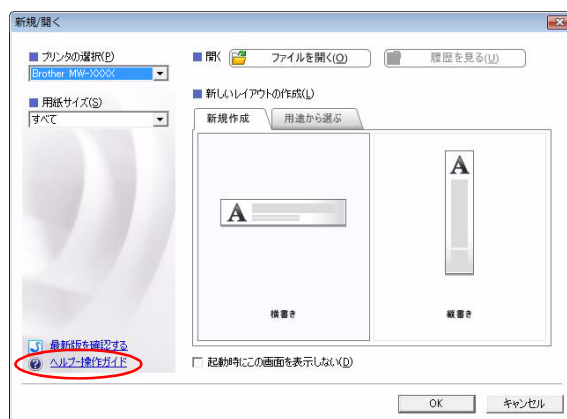 新規/開く
■ プリンタの選択(P)
Brother MW-XXXX
■ 用紙サイズ(S)
すべて
■ 開く
ファイルを開く(O)
履歴を見る(U)
■ 新しいレイアウトの作成(L)
新規作成
用途から選ぶ
A
横書き
A
縦書き
最新版を確認する
ヘルプ-操作ガイド
起動時にこの画面を表示しない(D)
OK
キャンセル